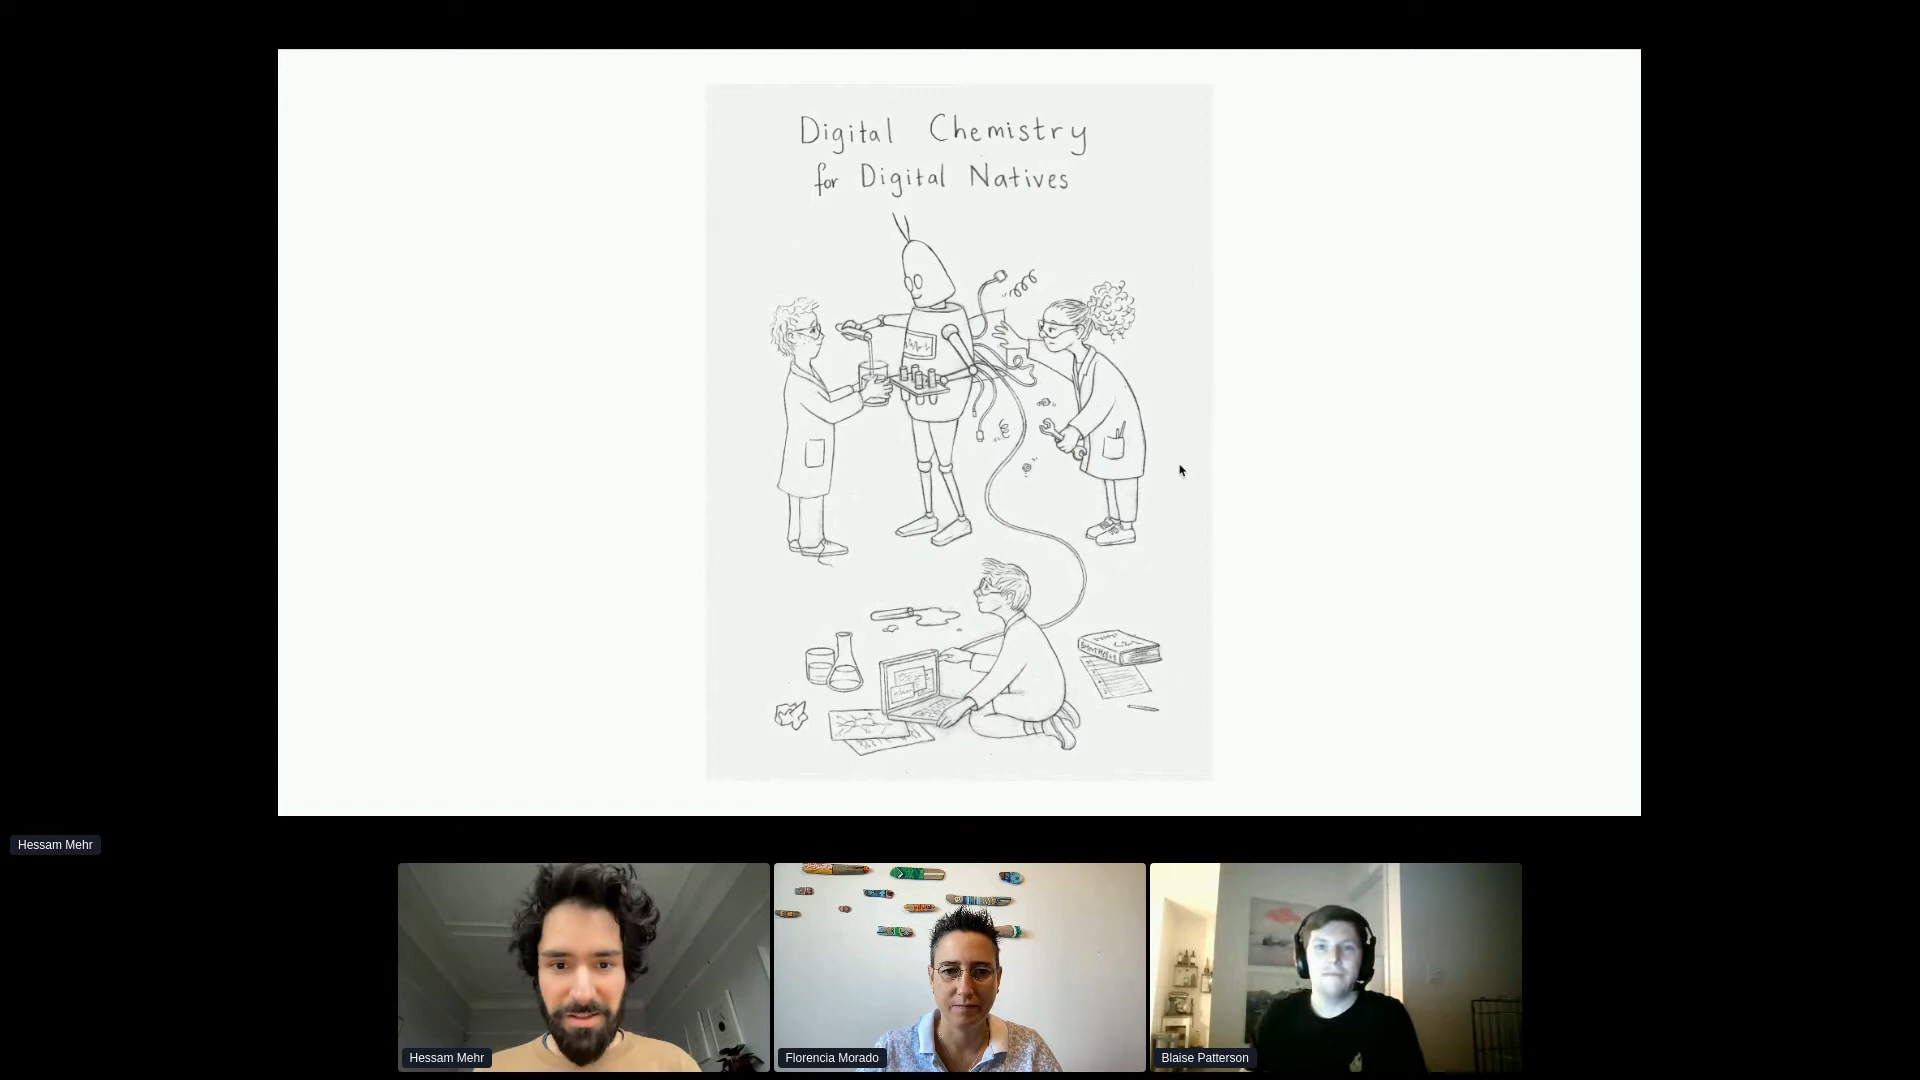 Digital Chemistry
for Digital Natives
Hessam Mehr
Hessam Mehr
Florencia Morado
Blaise Patterson